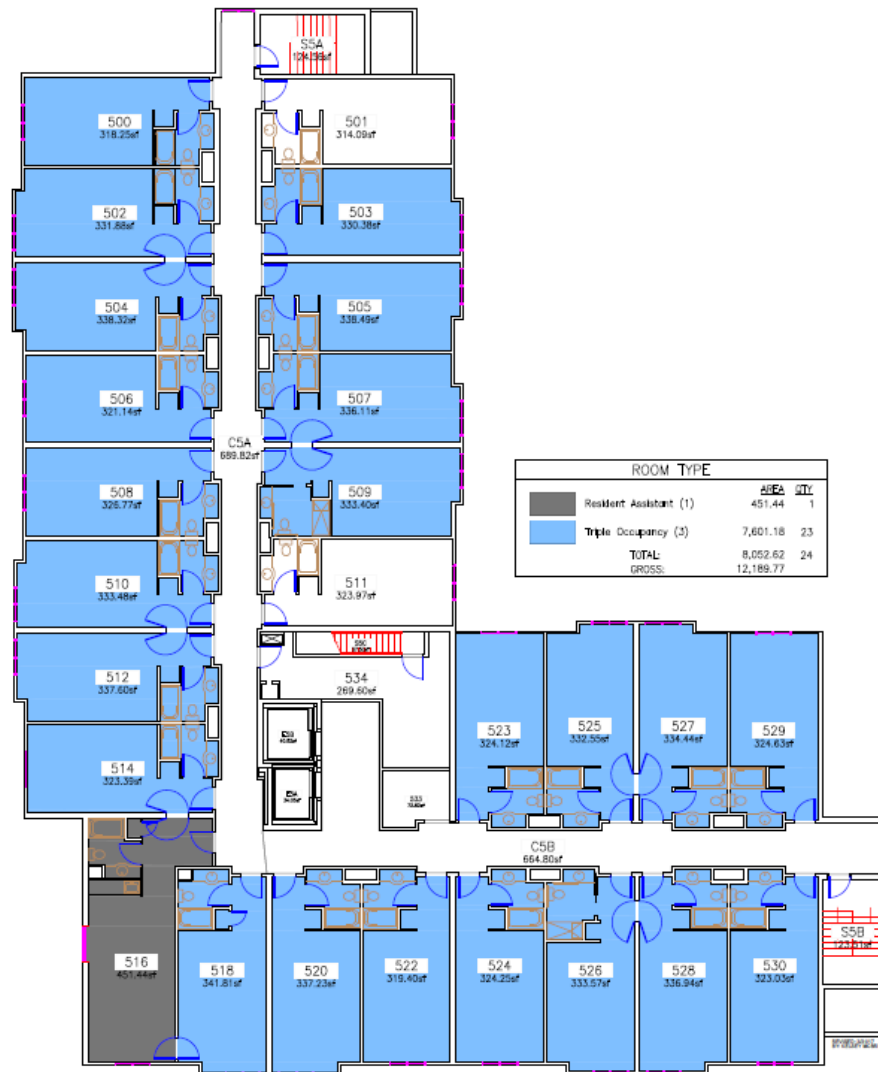 S5A
124.36sf
500
318.25sf
501
314.09sf
502
331.88sf
503
330.38sf
504
338.32sf
505
338.49sf
506
321.14sf
507
336.11sf
C5A
689.82sf
508
326.77sf
509
333.40sf
ROOM TYPE
AREA QTY
Resident Assistant (1) 451.44 1
Triple Occupancy (3) 7,601.18 23
TOTAL: 8,052.62 24
GROSS: 12,189.77
510
333.48sf
511
323.97sf
512
337.60sf
534
269.60sf
514
323.39sf
523
324.12sf
525
332.55sf
527
334.44sf
529
324.63sf
533
C5B
664.80sf
516
451.44sf
518
341.81sf
520
337.23sf
522
319.40sf
524
324.25sf
526
333.57sf
528
336.94sf
530
323.03sf
S5B